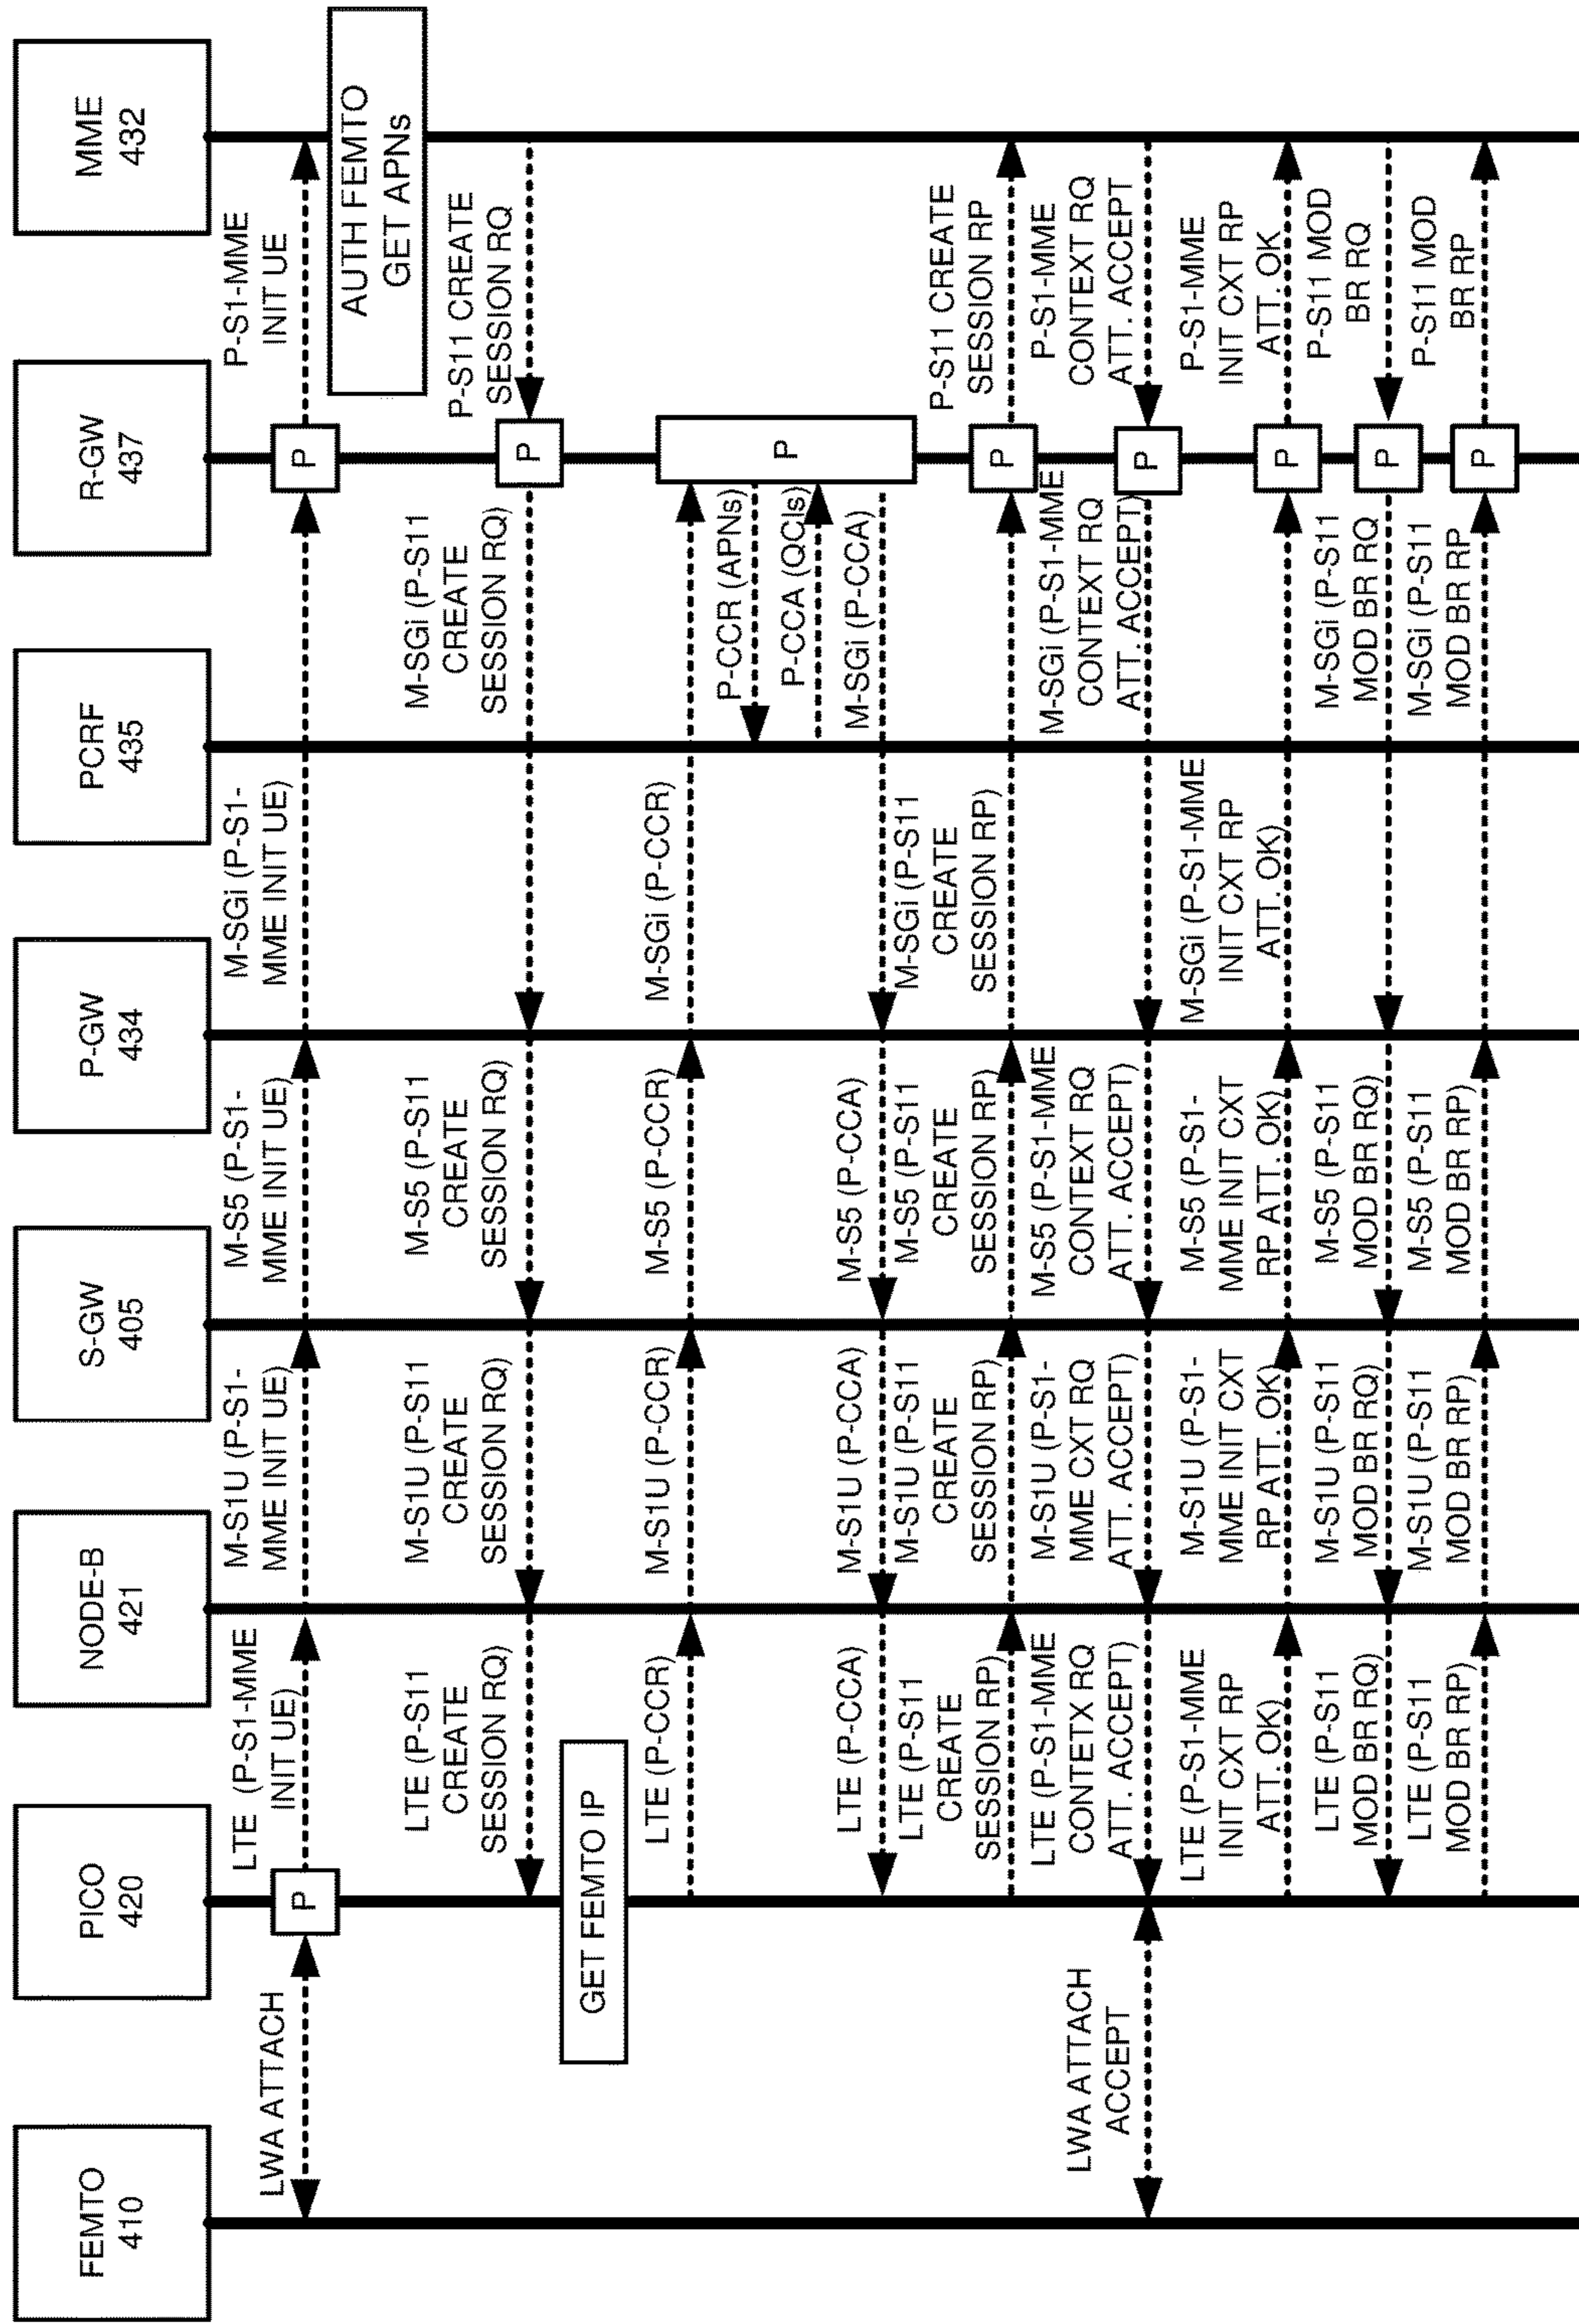 FEMTO
410
PICO
420
NODE-B
421
S-GW
405
P-GW
434
PCRF
435
R-GW
437
MME
432
LWA ATTACH
P
LTE (P-S1-MME
INIT UE)
M-S1U (P-S1-
MME INIT UE)
M-S5 (P-S1-
MME INIT UE)
M-SGi (P-S1-
MME INIT UE)
P
P-S1-MME
INIT UE
AUTH FEMTO
GET APNs
LTE (P-S11
CREATE
SESSION RQ)
M-S1U (P-S11
CREATE
SESSION RQ)
M-S5 (P-S11
CREATE
SESSION RQ)
M-SGi (P-S11
CREATE
SESSION RQ)
P
P-S11 CREATE
SESSION RQ
GET FEMTO IP
LTE (P-CCR)
M-S1U (P-CCR)
M-S5 (P-CCR)
M-SGi (P-CCR)
P
P-CCR (APNs)
P-CCA (QCIs)
LTE (P-CCA)
M-S1U (P-CCA)
M-S5 (P-CCA)
M-SGi (P-CCA)
LTE (P-S11
CREATE
SESSION RP)
M-S1U (P-S11
CREATE
SESSION RP)
M-S5 (P-S11
CREATE
SESSION RP)
M-SGi (P-S11
CREATE
SESSION RP)
P
P-S11 CREATE
SESSION RP
LWA ATTACH
ACCEPT
LTE (P-S1-MME
CONTETX RQ
ATT. ACCEPT)
M-S1U (P-S1-
MME CXT RQ
ATT. ACCEPT)
M-S5 (P-S1-MME
CONTEXT RQ
ATT. ACCEPT)
M-SGi (P-S1-MME
CONTEXT RQ
ATT. ACCEPT)
P
P-S1-MME
CONTEXT RQ
ATT. ACCEPT
LTE (P-S1-MME
INIT CXT RP
ATT. OK)
M-S1U (P-S1-
MME INIT CXT
RP ATT. OK)
M-S5 (P-S1-
MME INIT CXT
RP ATT. OK)
M-SGi (P-S1-MME
INIT CXT RP
ATT. OK)
P
P-S1-MME
INIT CXT RP
ATT. OK
LTE (P-S11
MOD BR RQ)
M-S1U (P-S11
MOD BR RQ)
M-S5 (P-S11
MOD BR RQ)
M-SGi (P-S11
MOD BR RQ
P
P-S11 MOD
BR RQ
LTE (P-S11
MOD BR RP)
M-S1U (P-S11
MOD BR RP)
M-S5 (P-S11
MOD BR RP)
M-SGi (P-S11
MOD BR RP
P
P-S11 MOD
BR RP